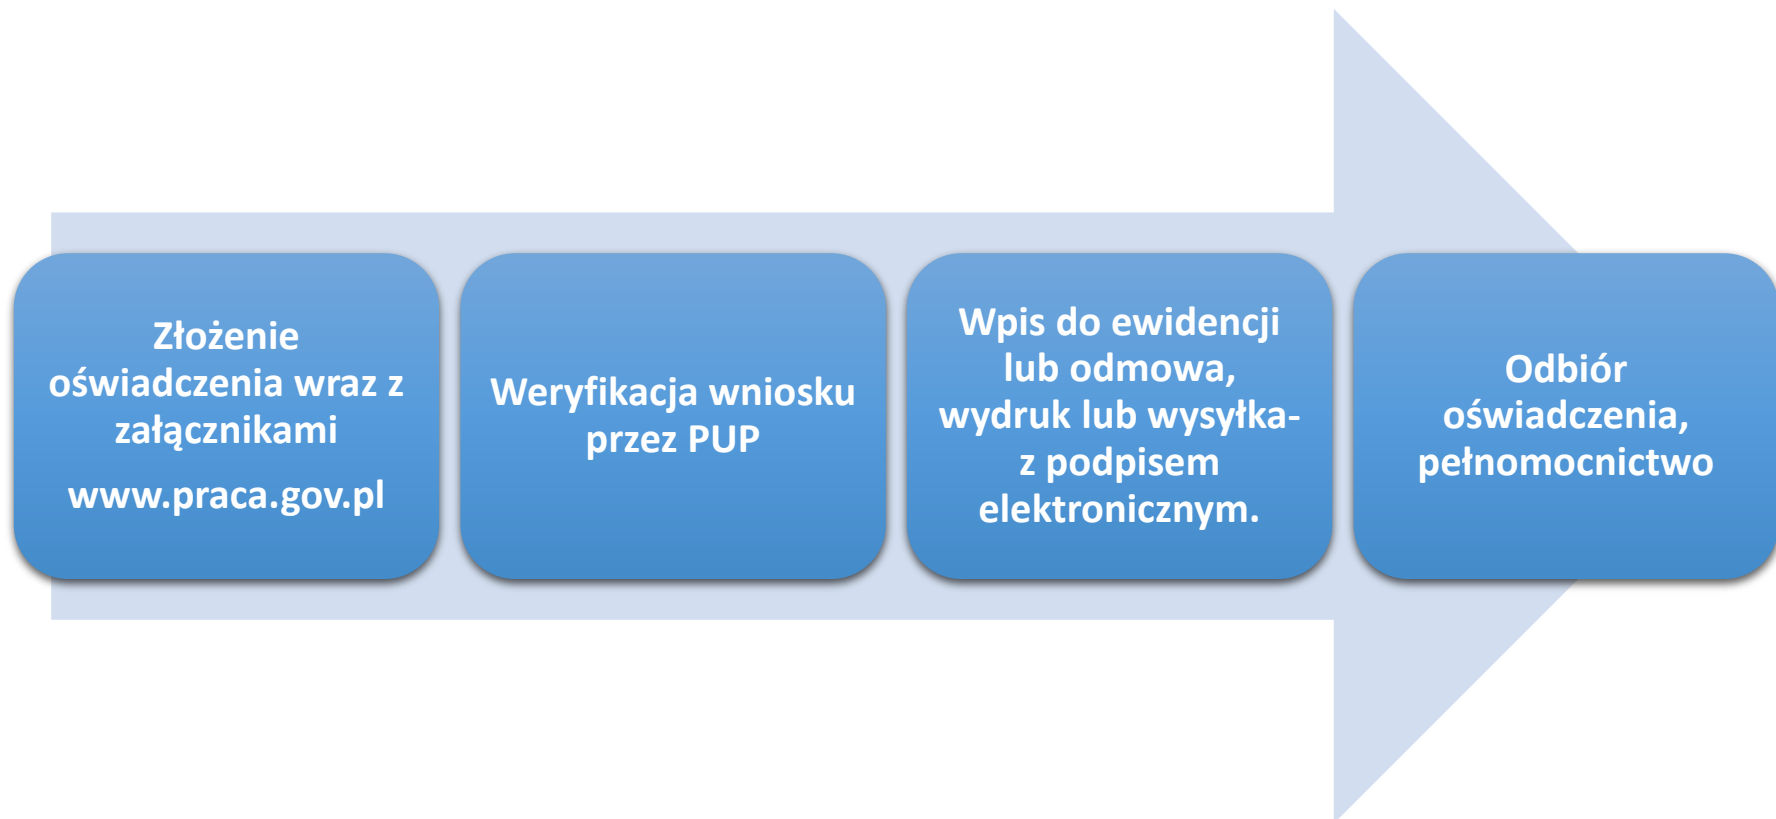 Złożenie
oświadczenia wraz z
załącznikami
www.praca.gov.pl
Weryfikacja wniosku
przez PUP
Wpis do ewidencji
lub odmowa,
wydruk lub wysyłka-
z podpisem
elektronicznym.
Odbiór
oświadczenia,
pełnomocnictwo